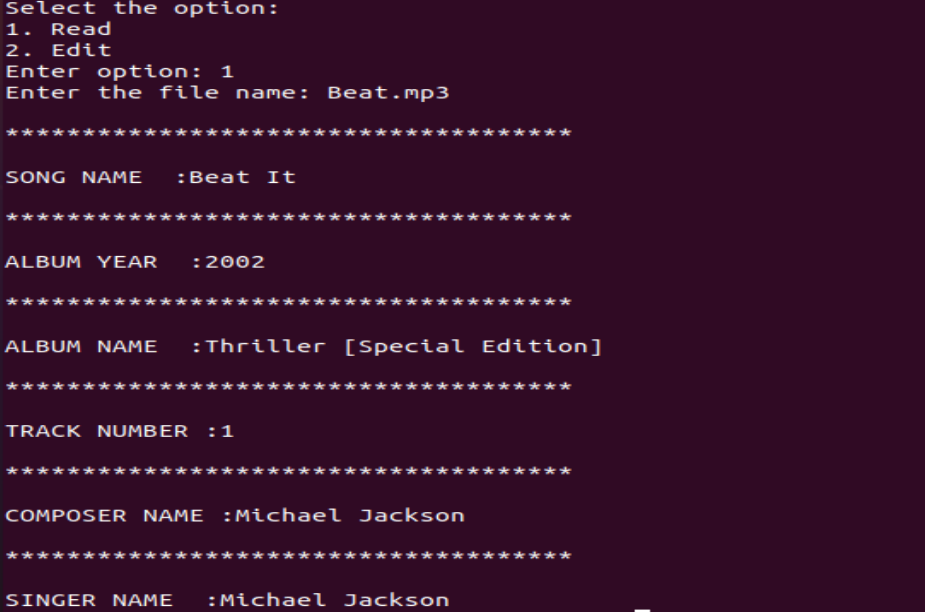 Select the option:
1. Read
2. Edit
Enter option: 1
Enter the file name: Beat.mp3
*************************************
SONG NAME  :Beat It
*************************************
ALBUM YEAR  :2002
*************************************
ALBUM NAME  :Thriller [Special Edition]
*************************************
TRACK NUMBER :1
*************************************
COMPOSER NAME :Michael Jackson
*************************************
SINGER NAME  :Michael Jackson